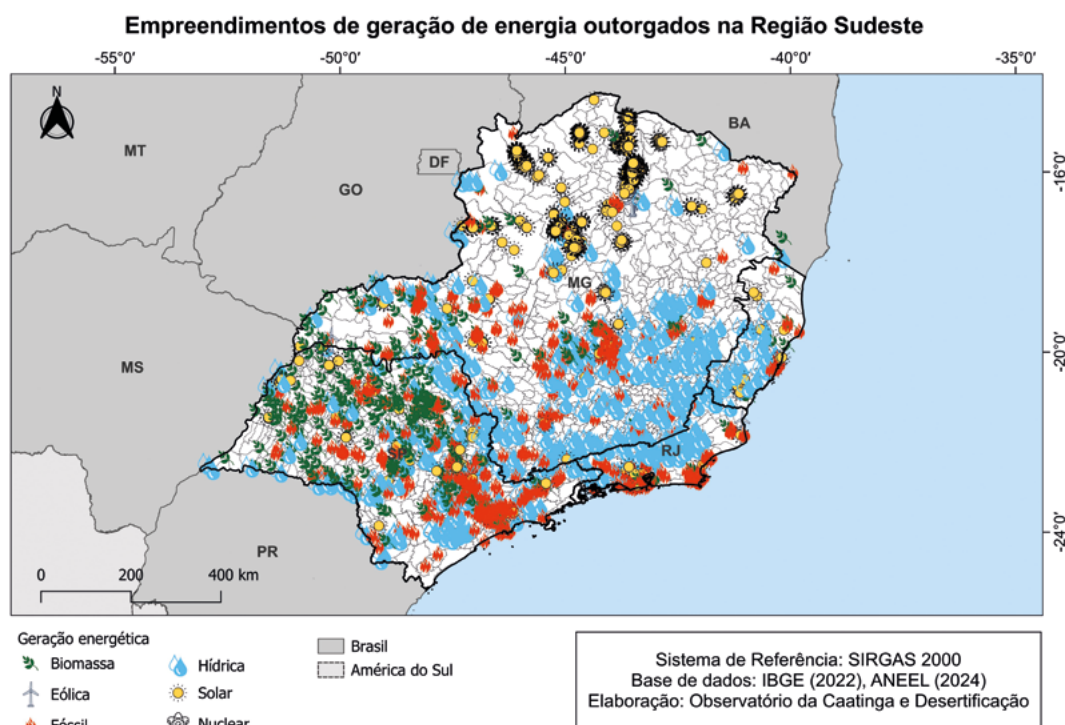 Empreendimentos de geração de energia outorgados na Região Sudeste
-55°0' -50°0' -45°0' -40°0' -35°0'
N
BA
MT
DF
-16°0'
GO
MG
MS
-20°0'
RJ
SP
-24°0'
PR
0 200 400 km
Geração energética
Biomassa
Hídrica
Brasil
Eólica
Solar
América do Sul
Fóssil
Nuclear
Sistema de Referência: SIRGAS 2000
Base de dados: IBGE (2022), ANEEL (2024)
Elaboração: Observatório da Caatinga e Desertificação